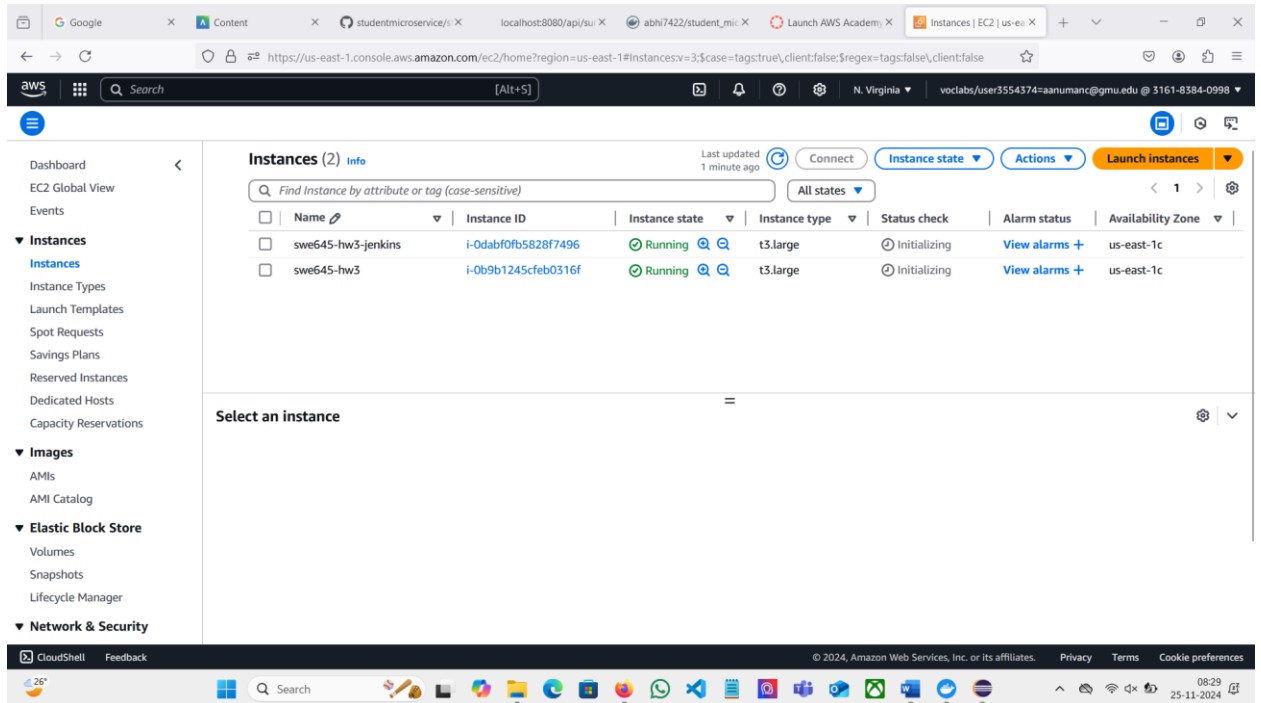 Google
Content
studentmicroservice/s
localhost:8080/api/sur
abhi7422/student_mic
Launch AWS Academy
Instances | EC2 | us-ea
https://us-east-1.console.aws.amazon.com/ec2/home?region=us-east-1#Instances:v=3;$case=tags:true\,client:false;$regex=tags:false\,client:false
aws
Search
[Alt+S]
N. Virginia
voclabs/user3554374=aanumanc@gmu.edu @ 3161-8384-0998
Dashboard
EC2 Global View
Events
Instances
Instances
Instance Types
Launch Templates
Spot Requests
Savings Plans
Reserved Instances
Dedicated Hosts
Capacity Reservations
Images
AMIs
AMI Catalog
Elastic Block Store
Volumes
Snapshots
Lifecycle Manager
Network & Security
Instances (2) Info
Last updated
1 minute ago
Connect
Instance state
Actions
Launch instances
Find Instance by attribute or tag (case-sensitive)
All states
1
Name Instance ID Instance state Instance type Status check Alarm status Availability Zone
swe645-hw3-jenkins i-0dabf0fb5828f7496 Running t3.large Initializing View alarms + us-east-1c
swe645-hw3 i-0b9b1245cfeb0316f Running t3.large Initializing View alarms + us-east-1c
Select an instance
CloudShell Feedback
© 2024, Amazon Web Services, Inc. or its affiliates. Privacy Terms Cookie preferences
26°
Search
08:29
25-11-2024